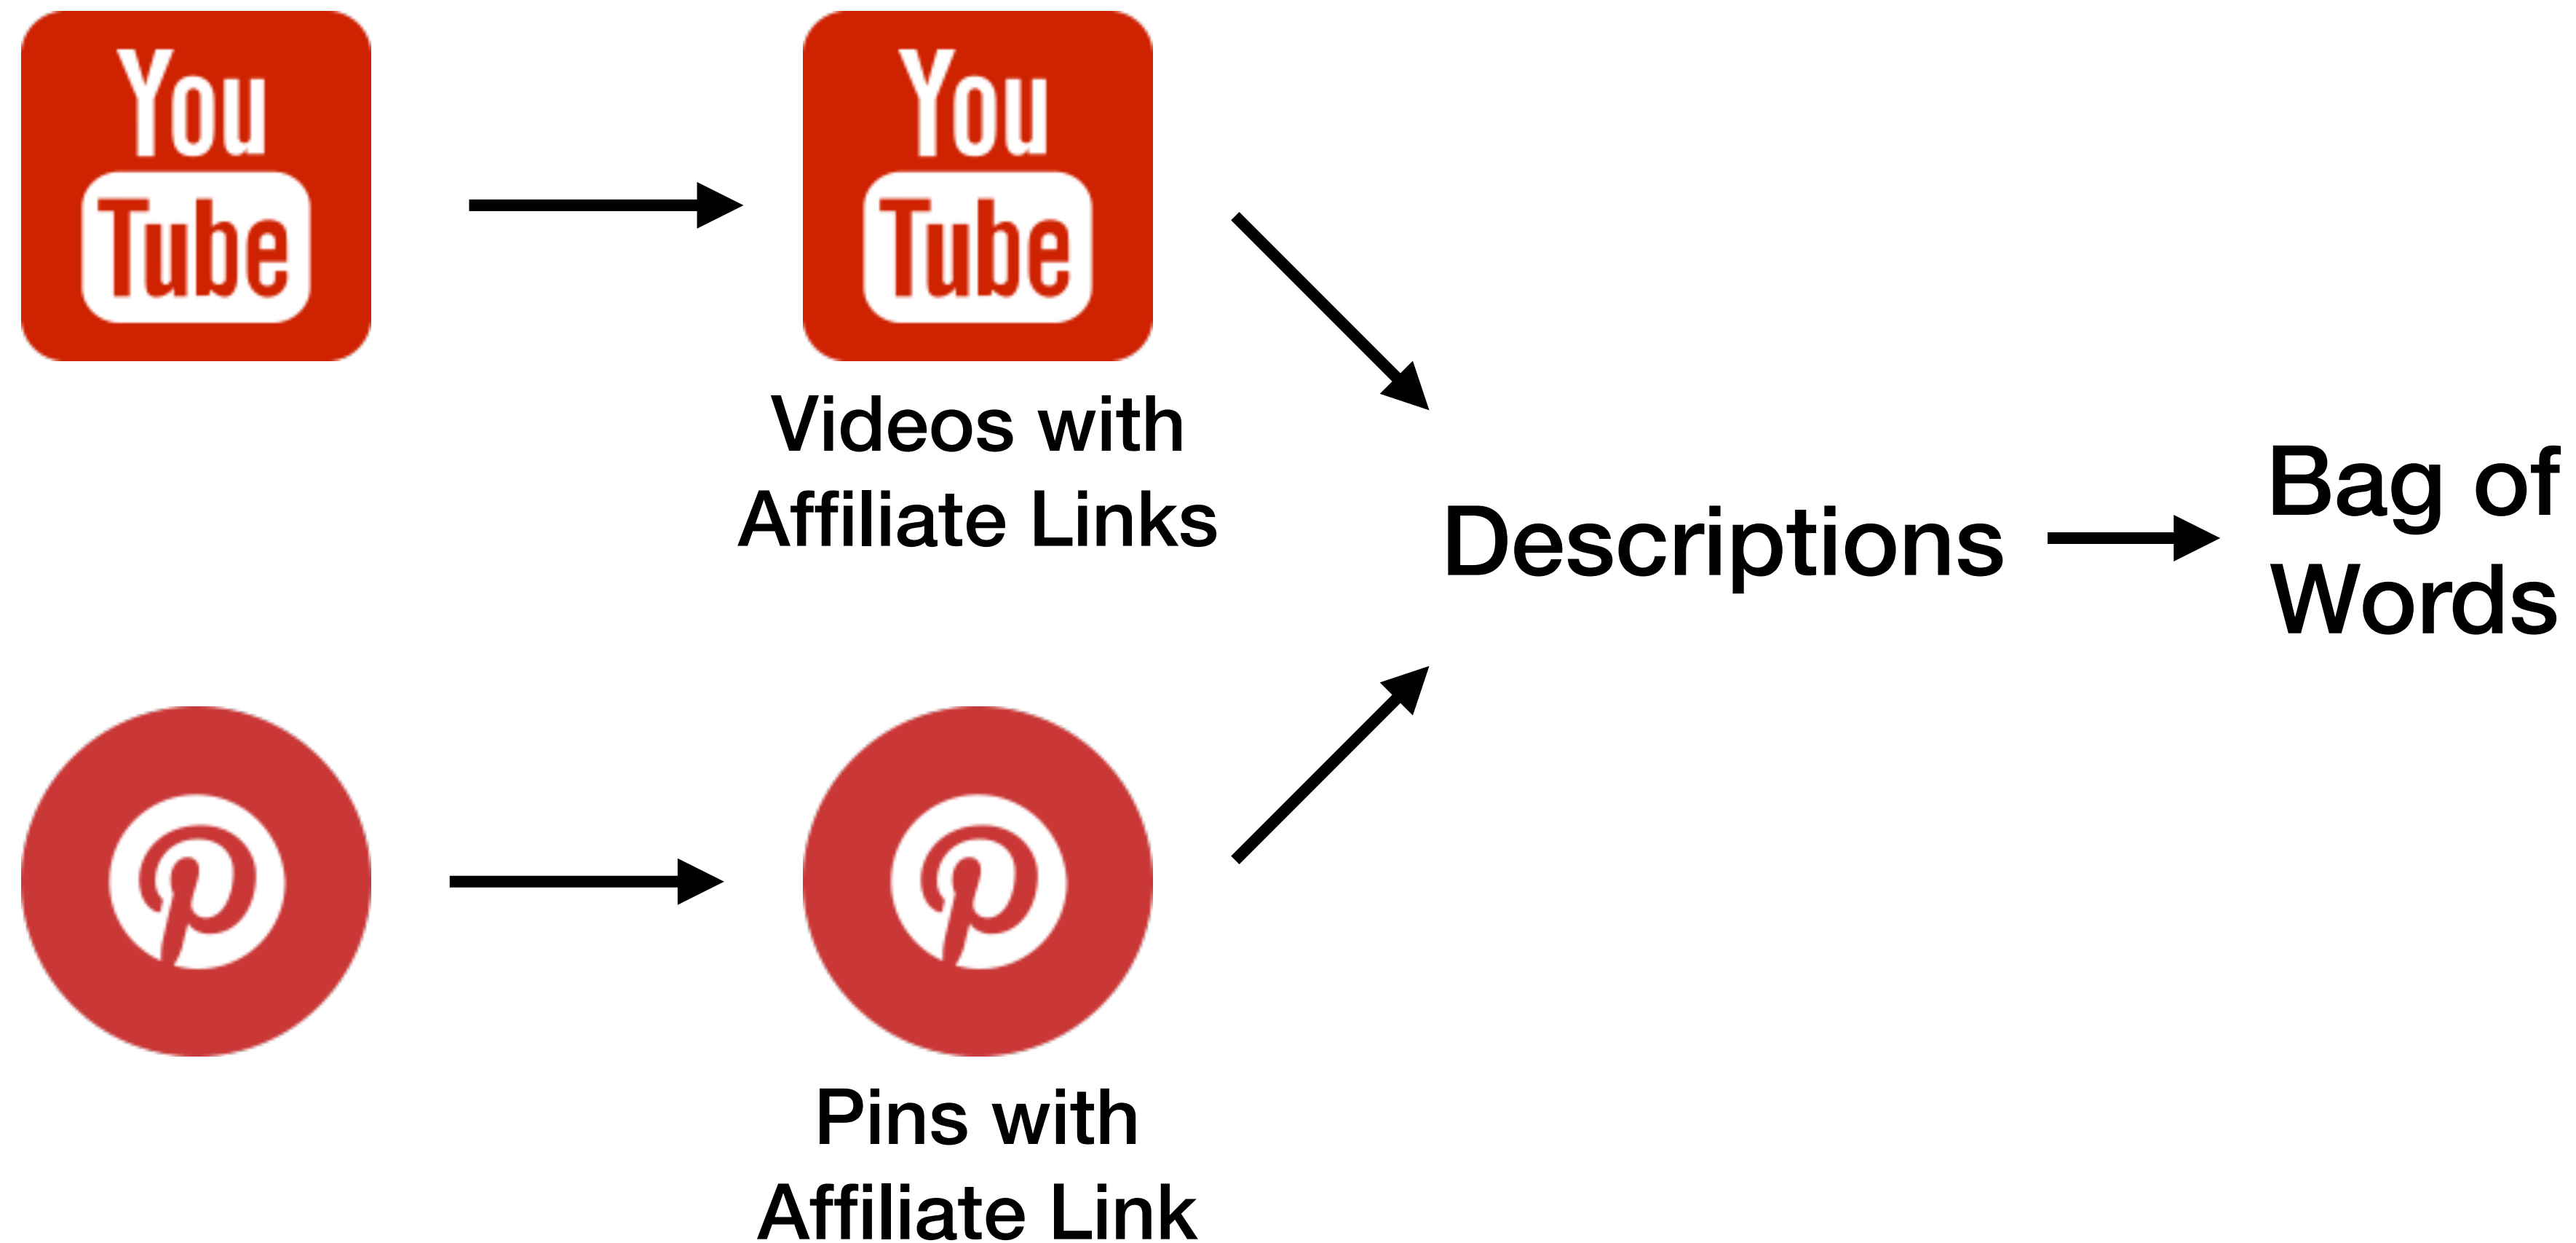 You
Tube
You
Tube
Videos with
Affiliate Links
Descriptions
Bag of
Words
Pins with
Affiliate Link